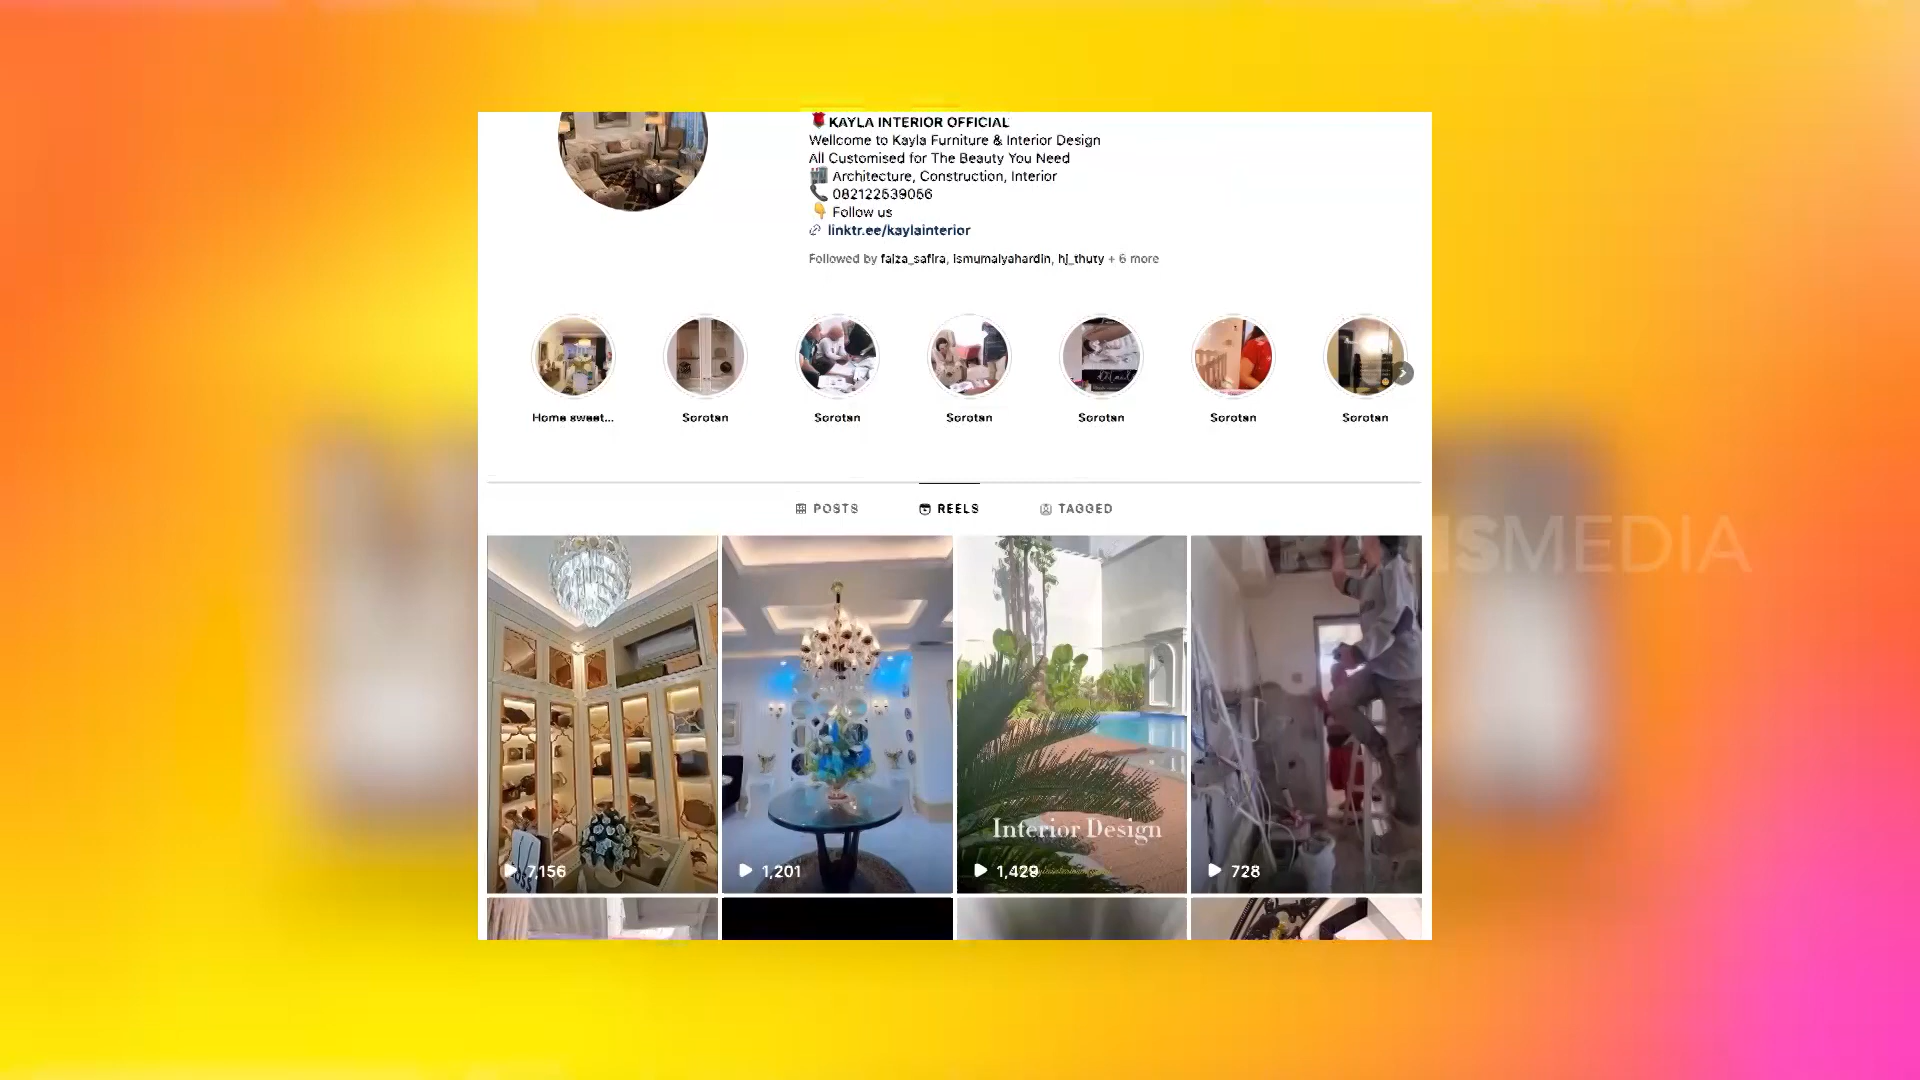 KAYLA INTERIOR OFFICIAL
Wellcome to Kayla Furniture & Interior Design
All Customised for The Beauty You Need
Architecture, Construction, Interior
082122539056
Follow us
linktr.ee/kaylainterior
Followed by faiza_safira, ismumalyahardin, hj_thuty + 6 more
Home sweet...
Sorotan
Sorotan
Sorotan
Sorotan
Sorotan
Sorotan
POSTS
REELS
TAGGED
TRANSMEDIA
Interior Design
7,156
1,201
1,429
728